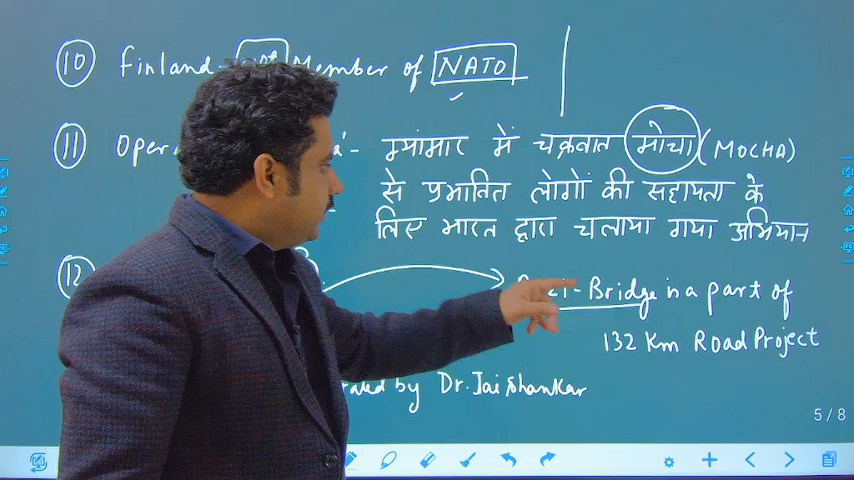 10 Finland - Member of NATO
11 Oper - म्यांमार में चक्रवात मोचा (MOCHA)
से प्रभावित लोगों की सहायता के
लिए भारत द्वारा चलाया गया अभियान
12 -Bridge is a part of
132 Km Road Project
by Dr. Jai Shankar
5/8